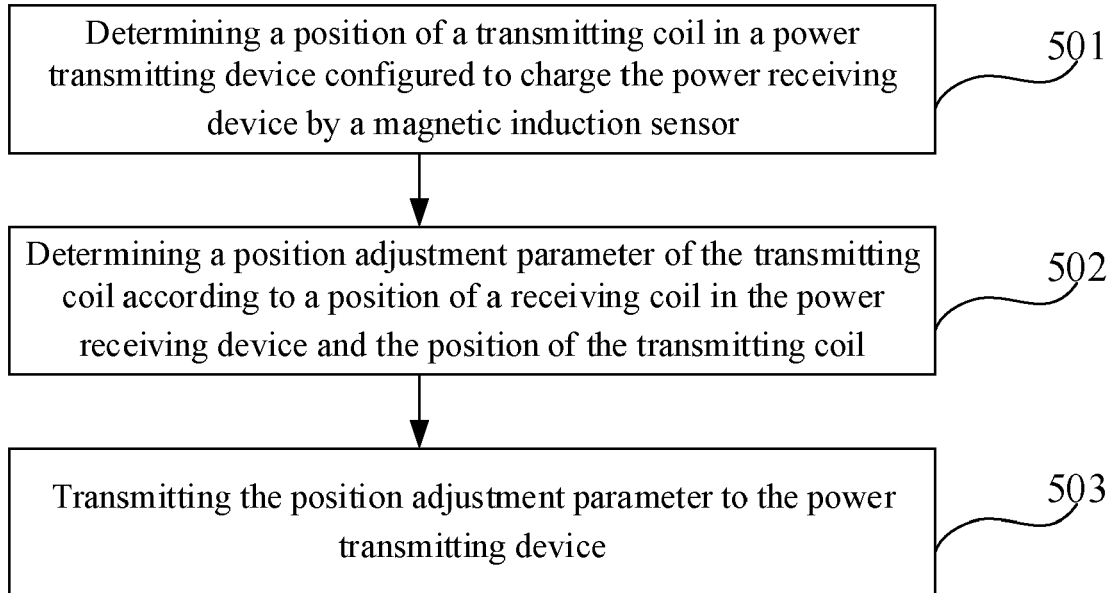 Determining a position of a transmitting coil in a power
transmitting device configured to charge the power receiving
device by a magnetic induction sensor
501
Determining a position adjustment parameter of the transmitting
coil according to a position of a receiving coil in the power
receiving device and the position of the transmitting coil
502
Transmitting the position adjustment parameter to the power
transmitting device
503